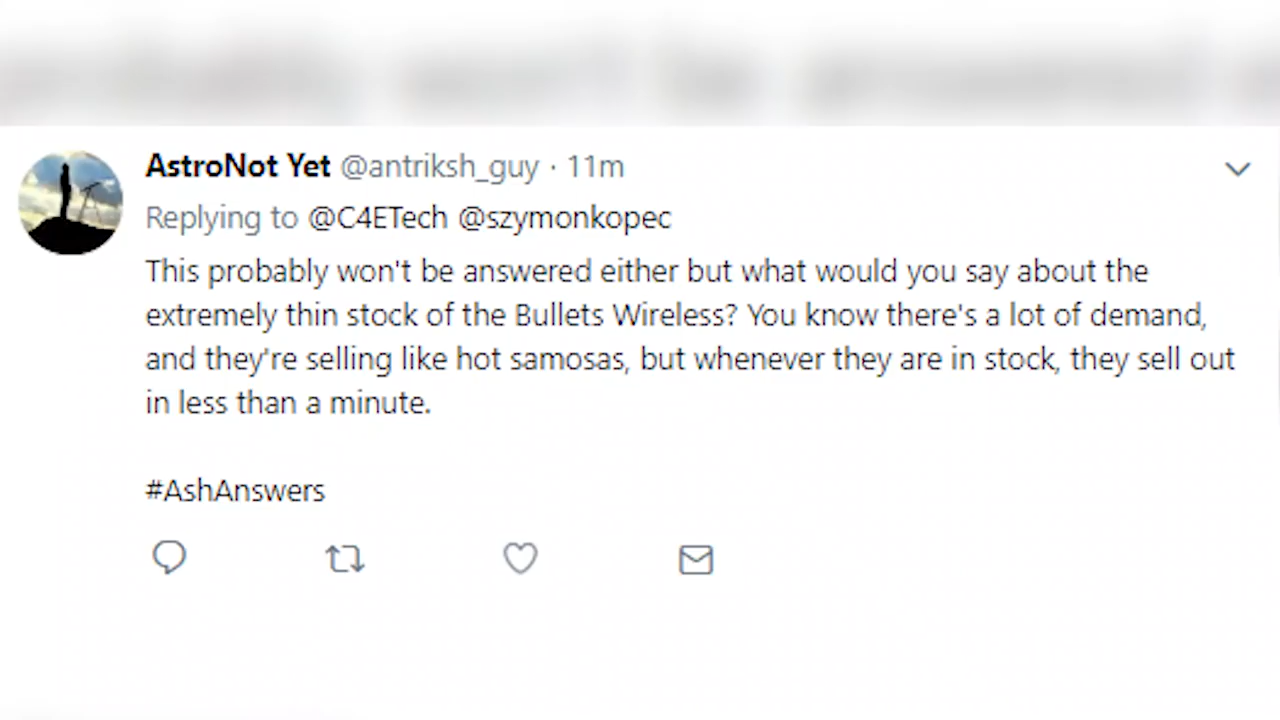 AstroNot Yet @antriksh_guy · 11m
Replying to @C4ETech @szymonkopec
This probably won't be answered either but what would you say about the
extremely thin stock of the Bullets Wireless? You know there's a lot of demand,
and they're selling like hot samosas, but whenever they are in stock, they sell out
in less than a minute.
#AshAnswers